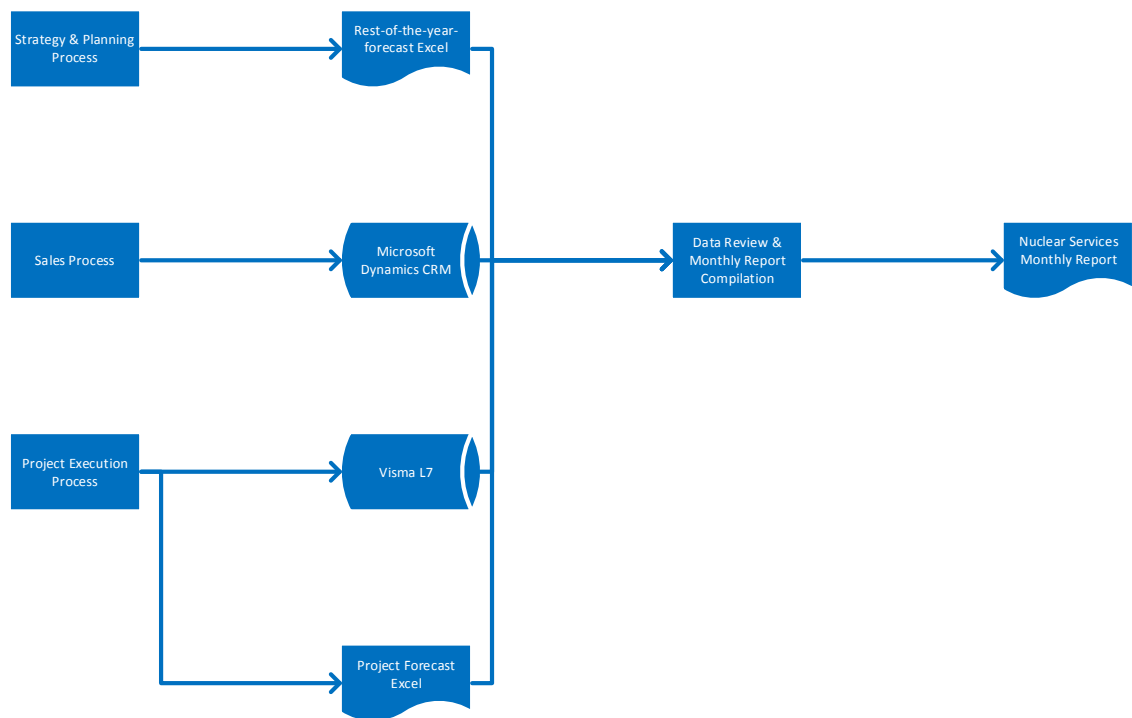 Strategy & Planning
Process
Rest-of-the-year-
forecast Excel
Sales Process
Microsoft
Dynamics CRM
Data Review &
Monthly Report
Compilation
Nuclear Services
Monthly Report
Project Execution
Process
Visma L7
Project Forecast
Excel